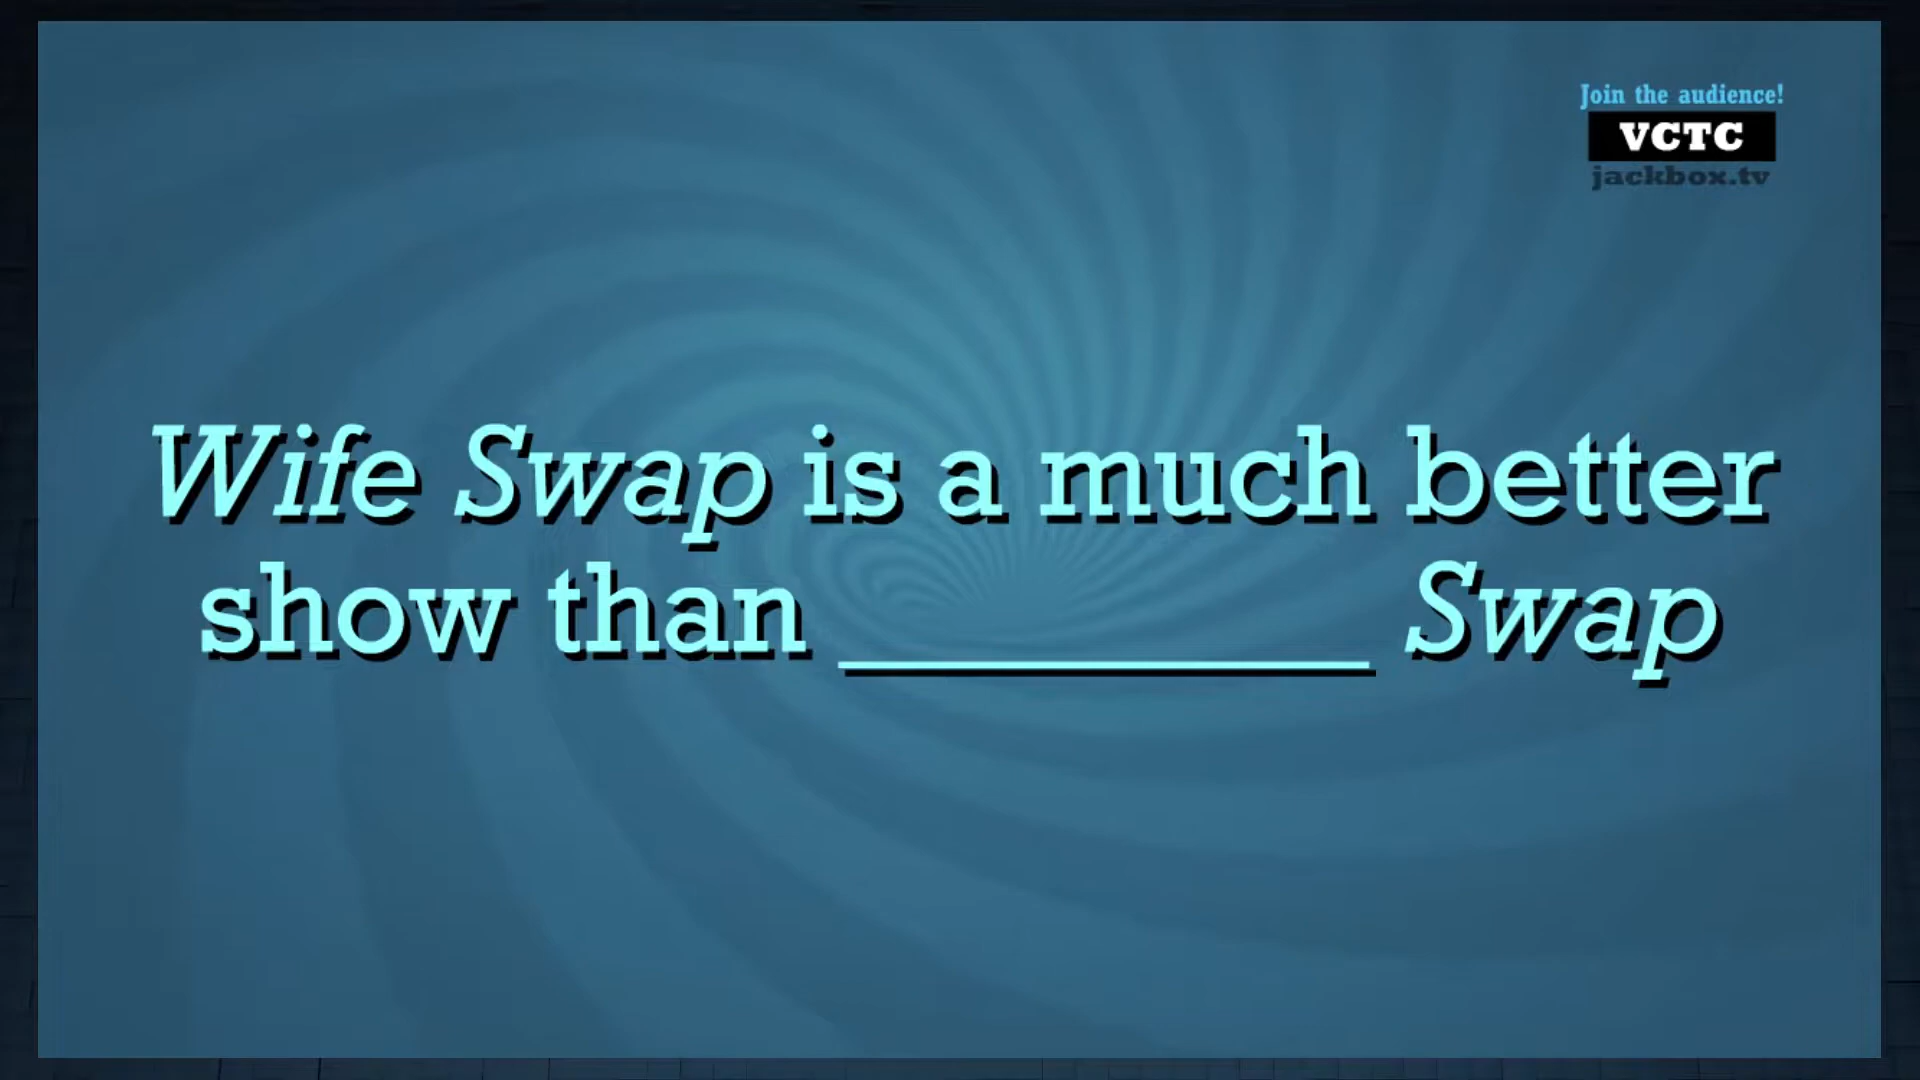 Join the audience!
VCTC
jackbox.tv
Wife Swap is a much better
show than __________ Swap